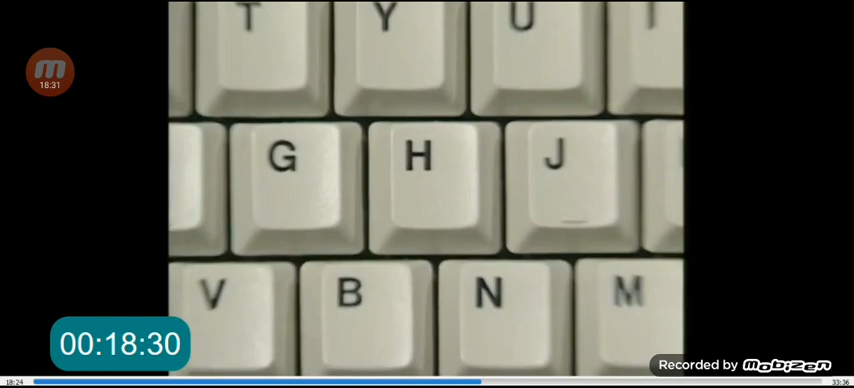 T Y U I
18:31
G H J
V B N M
00:18:30
Recorded by mobizen
18:24 33:36